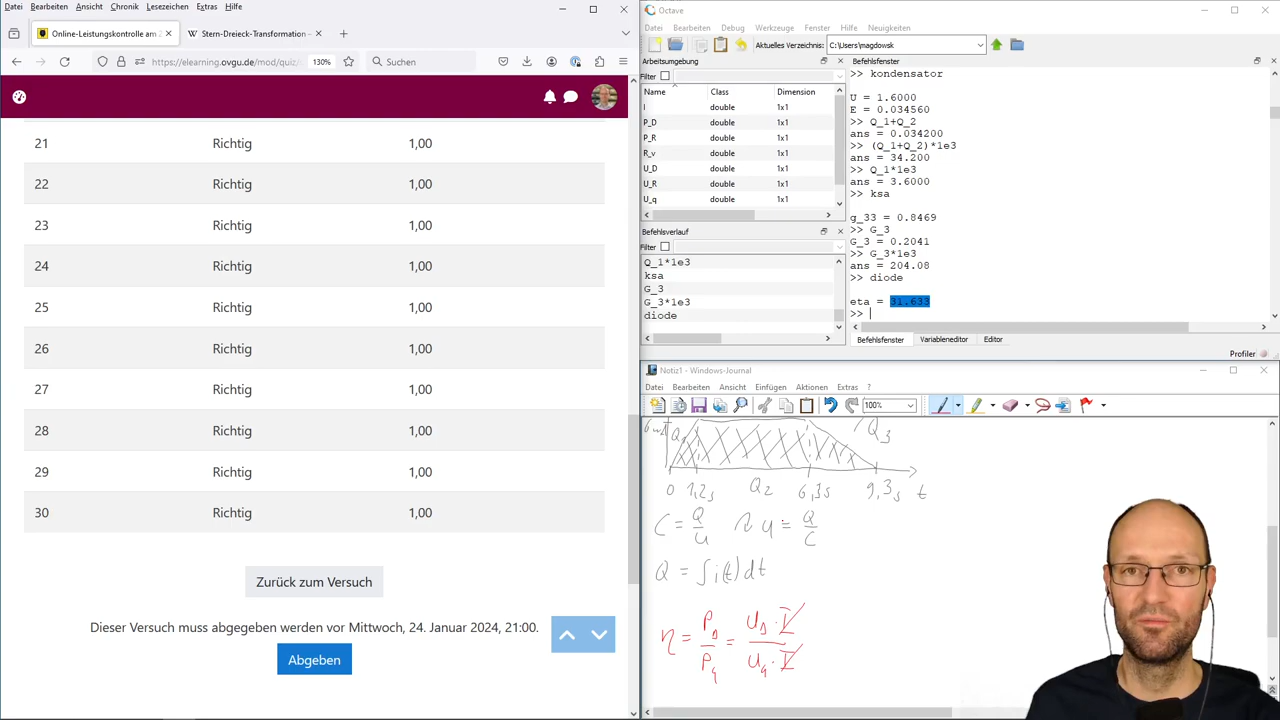 Datei Bearbeiten Ansicht Chronik Lesezeichen Extras Hilfe
Online-Leistungskontrolle am 2
Stern-Dreieck-Transformation –
https://elearning.ovgu.de/mod/quiz/
130%
Suchen
21 Richtig 1,00
22 Richtig 1,00
23 Richtig 1,00
24 Richtig 1,00
25 Richtig 1,00
26 Richtig 1,00
27 Richtig 1,00
28 Richtig 1,00
29 Richtig 1,00
30 Richtig 1,00
Zurück zum Versuch
Dieser Versuch muss abgegeben werden vor Mittwoch, 24. Januar 2024, 21:00.
Abgeben
Octave
Datei Bearbeiten Debug Werkzeuge Fenster Hilfe Neuigkeiten
Aktuelles Verzeichnis: C:\Users\magdowsk
Arbeitsumgebung
Filter
Name Class Dimension
I double 1x1
P_D double 1x1
P_R double 1x1
R_v double 1x1
U_D double 1x1
U_R double 1x1
U_q double 1x1
Befehlsverlauf
Filter
Q_1*1e3
ksa
G_3
G_3*1e3
diode
Befehlsfenster
>> kondensator
U = 1.6000
E = 0.034560
>> Q_1+Q_2
ans = 0.034200
>> (Q_1+Q_2)*1e3
ans = 34.200
>> Q_1*1e3
ans = 3.6000
>> ksa
g_33 = 0.8469
>> G_3
G_3 = 0.2041
>> G_3*1e3
ans = 204.08
>> diode
eta = 31.633
>>
Befehlsfenster Variableneditor Editor
Profiler
Notiz1 - Windows-Journal
Datei Bearbeiten Ansicht Einfügen Aktionen Extras ?
100%
Q1 Q3
0 1,2s Q2 6,3s 9,3s t
C = Q/U u = Q/C
Q = ∫i(t)dt